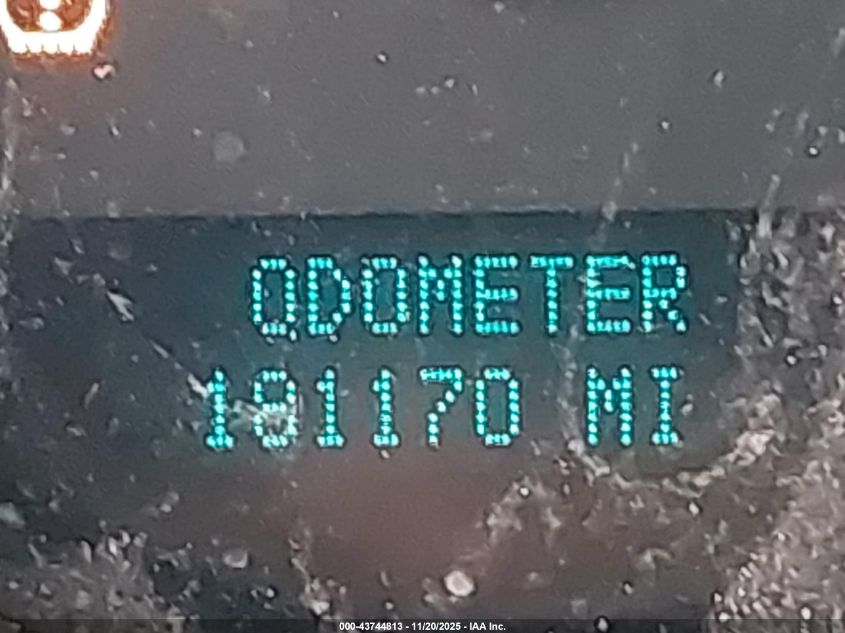 ODOMETER
181170 MI
000-43744813 - 11/20/2025 - IAA Inc.